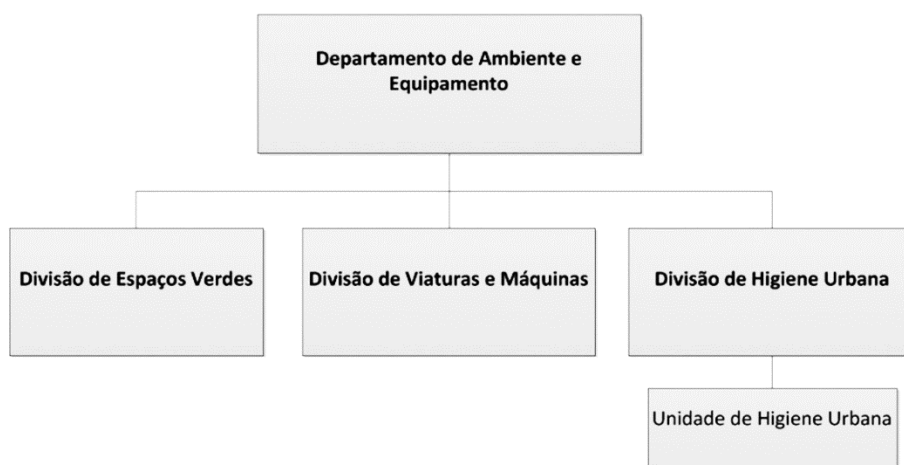 Departamento de Ambiente e
Equipamento
Divisão de Espaços Verdes
Divisão de Viaturas e Máquinas
Divisão de Higiene Urbana
Unidade de Higiene Urbana